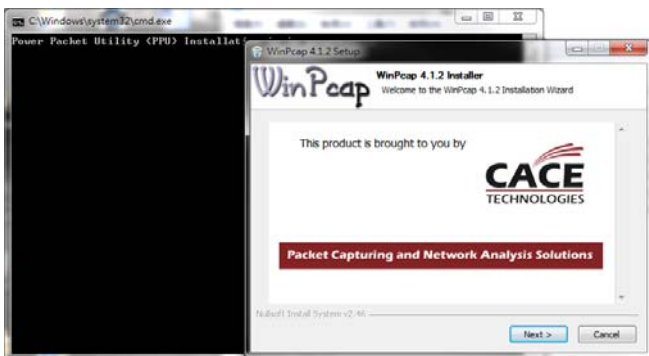 C:\Windows\system32\cmd.exe
Power Packet Utility (PPU)
WinPcap 4.1.2 Setup
WinPcap
WinPcap 4.1.2 Installer
Welcome to the WinPcap 4.1.2 Installation Wizard
This product is brought to you by
CACE
TECHNOLOGIES
Packet Capturing and Network Analysis Solutions
Nullsoft Install System v2.46
Next >
Cancel